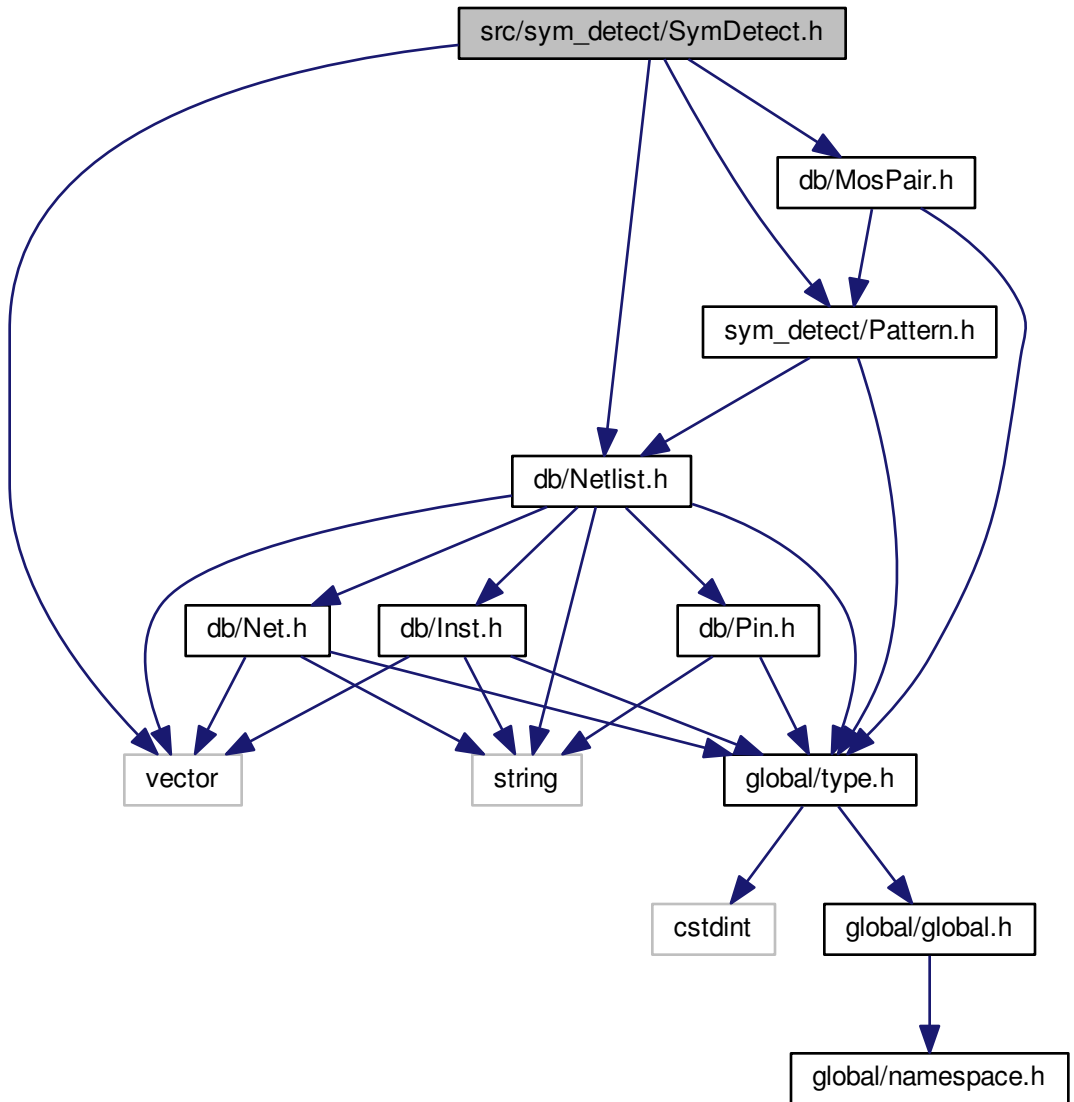 src/sym_detect/SymDetect.h
db/MosPair.h
sym_detect/Pattern.h
db/Netlist.h
db/Net.h
db/Inst.h
db/Pin.h
vector
string
global/type.h
cstdint
global/global.h
global/namespace.h